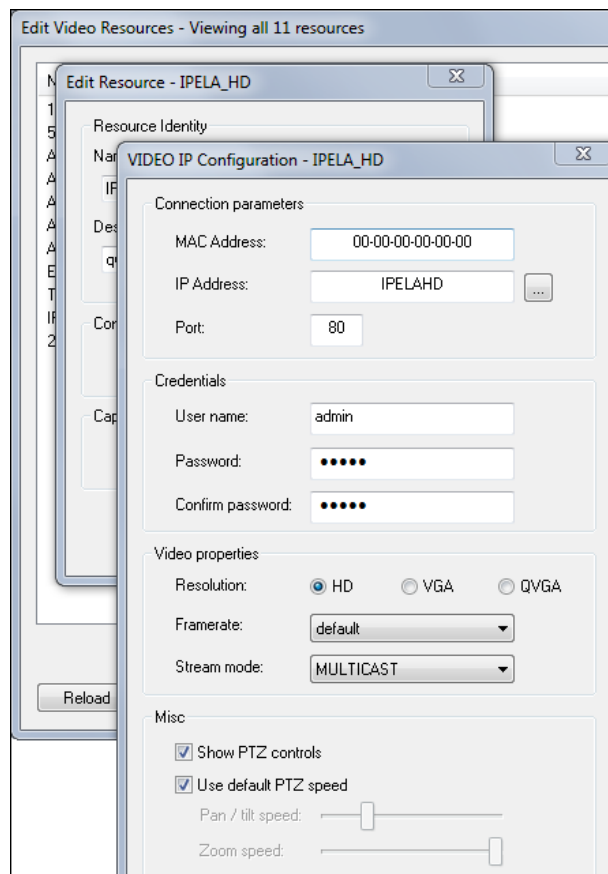 Edit Video Resources - Viewing all 11 resources
Edit Resource - IPELA_HD
Resource Identity
VIDEO IP Configuration - IPELA_HD
Connection parameters
MAC Address: 00-00-00-00-00-00
IP Address: IPELAHD ...
Port: 80
Credentials
User name: admin
Password: •••••
Confirm password: •••••
Video properties
Resolution: HD VGA QVGA
Framerate: default
Stream mode: MULTICAST
Reload
Misc
Show PTZ controls
Use default PTZ speed
Pan / tilt speed:
Zoom speed: